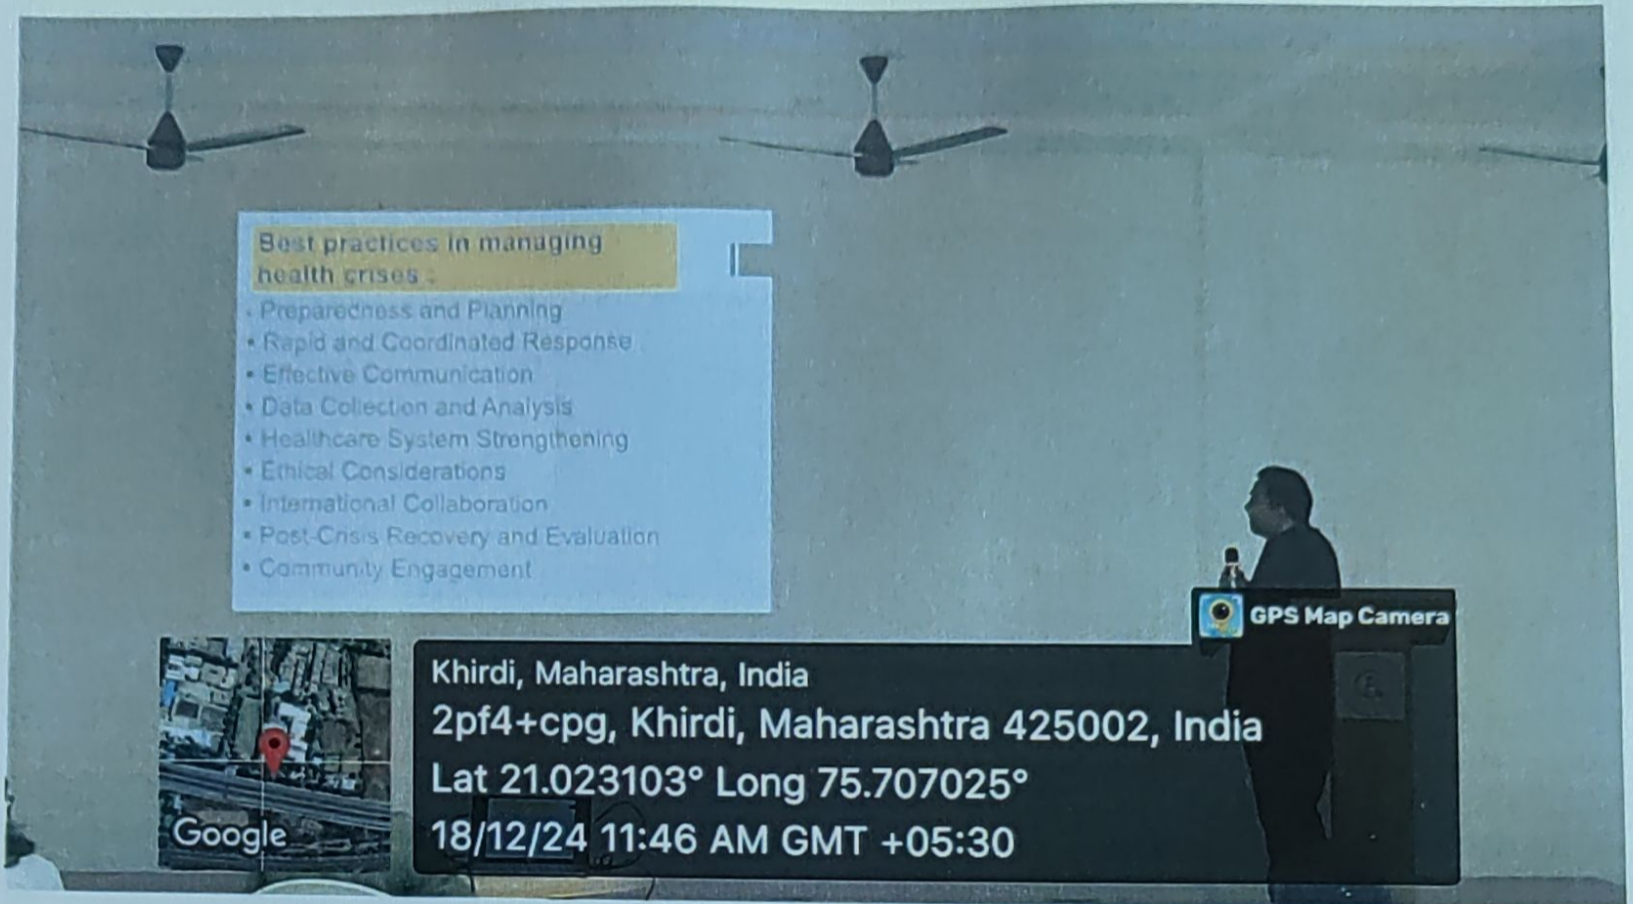 Best practices in managing
health crises :
• Preparedness and Planning
• Rapid and Coordinated Response
• Effective Communication
• Data Collection and Analysis
• Healthcare System Strengthening
• Ethical Considerations
• International Collaboration
• Post-Crisis Recovery and Evaluation
• Community Engagement
GPS Map Camera
Khirdi, Maharashtra, India
2pf4+cpg, Khirdi, Maharashtra 425002, India
Lat 21.023103° Long 75.707025°
18/12/24 11:46 AM GMT +05:30
Google